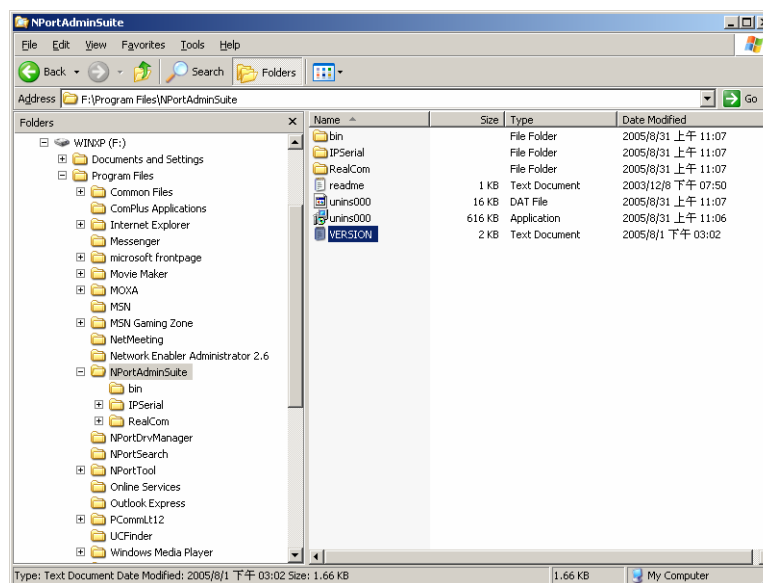 NPortAdminSuite
File Edit View Favorites Tools Help
Back Search Folders
Address F:\Program Files\NPortAdminSuite Go
Folders x
WINXP (F:)
Documents and Settings
Program Files
Common Files
ComPlus Applications
Internet Explorer
Messenger
microsoft frontpage
Movie Maker
MOXA
MSN
MSN Gaming Zone
NetMeeting
Network Enabler Administrator 2.6
NPortAdminSuite
bin
IPSerial
RealCom
NPortDrvManager
NPortSearch
NPortTool
Online Services
Outlook Express
PCommLt12
UCFinder
Windows Media Player
Name Size Type Date Modified
bin File Folder 2005/8/31 上午 11:07
IPSerial File Folder 2005/8/31 上午 11:07
RealCom File Folder 2005/8/31 上午 11:07
readme 1 KB Text Document 2003/12/8 下午 07:50
unins000 16 KB DAT File 2005/8/31 上午 11:07
unins000 616 KB Application 2005/8/31 上午 11:06
VERSION 2 KB Text Document 2005/8/1 下午 03:02
Type: Text Document Date Modified: 2005/8/1 下午 03:02 Size: 1.66 KB 1.66 KB My Computer